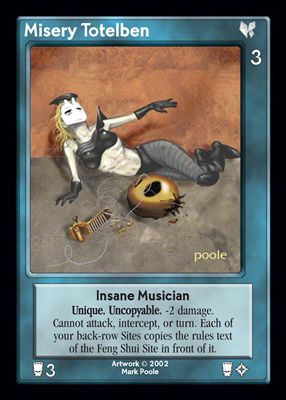 Misery Totelben
3
poole
Insane Musician
Unique. Uncopyable. -2 damage.
Cannot attack, intercept, or turn. Each of
your back-row Sites copies the rules text
of the Feng Shui Site in front of it.
3
Artwork © 2002
Mark Poole